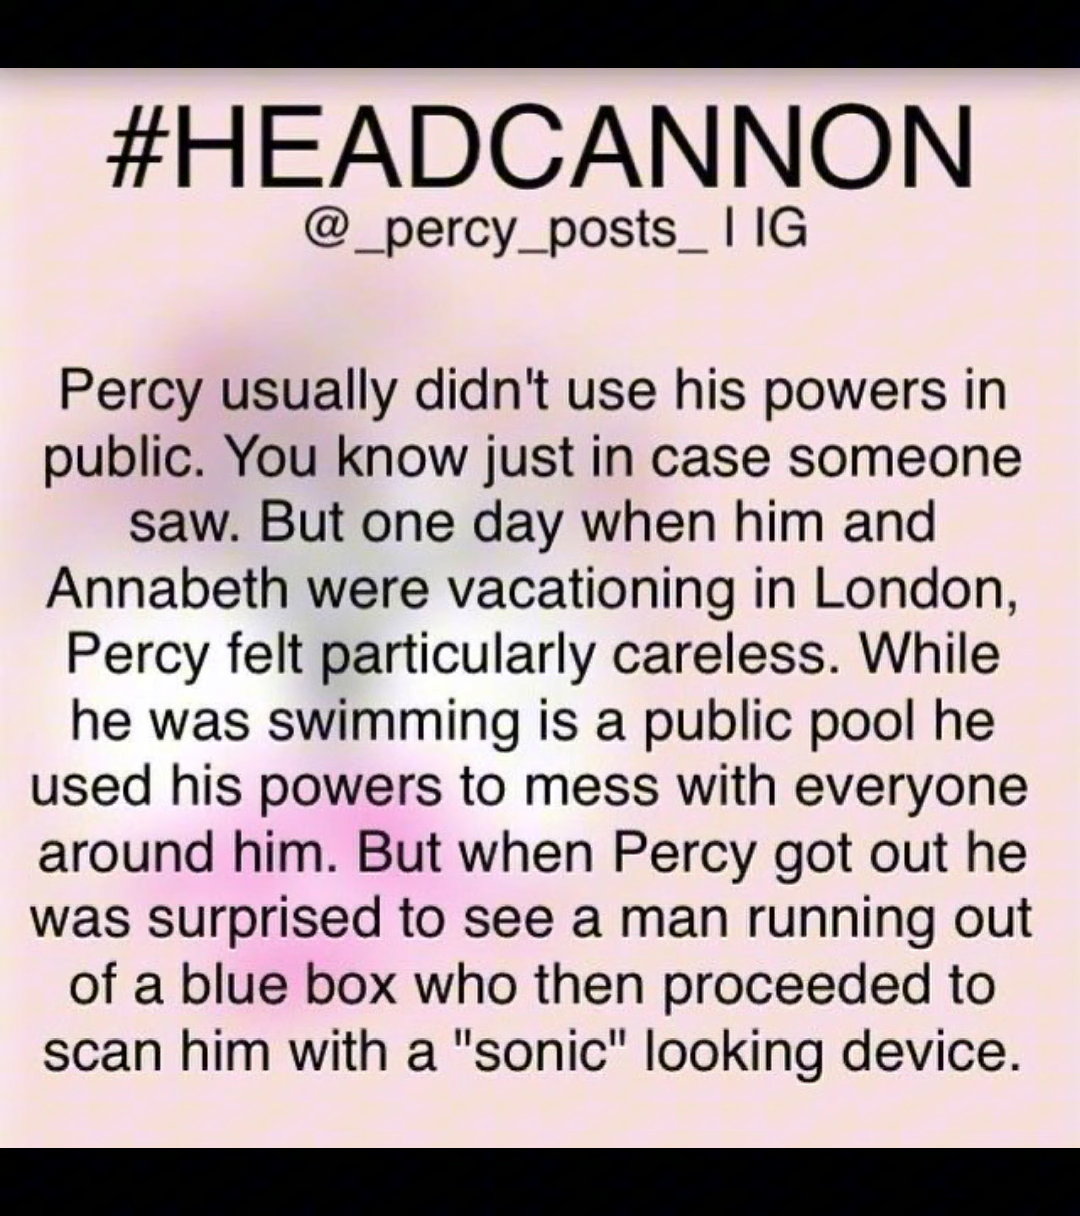 #HEADCANNON
@_percy_posts_ | IG
Percy usually didn't use his powers in
public. You know just in case someone
saw. But one day when him and
Annabeth were vacationing in London,
Percy felt particularly careless. While
he was swimming is a public pool he
used his powers to mess with everyone
around him. But when Percy got out he
was surprised to see a man running out
of a blue box who then proceeded to
scan him with a "sonic" looking device.